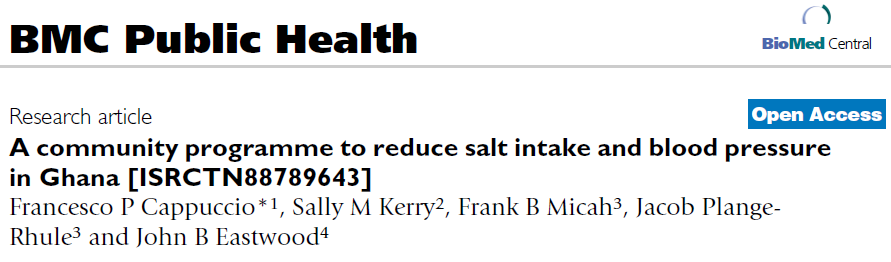 BMC Public Health
BioMed Central
Research article
Open Access
A community programme to reduce salt intake and blood pressure
in Ghana [ISRCTN88789643]
Francesco P Cappuccio*¹, Sally M Kerry², Frank B Micah³, Jacob Plange-
Rhule³ and John B Eastwood⁴